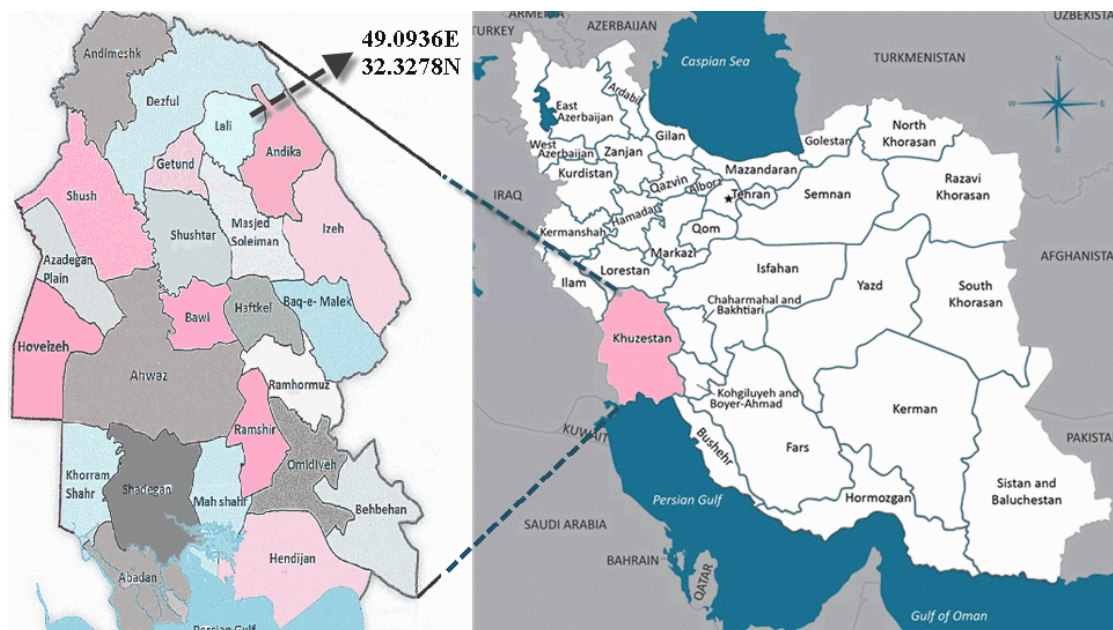 49.0936E
32.3278N
Andimeshk
Dezful
Lali
Getund
Andika
Shush
Shushtar
Masjed
Soleiman
Izeh
Azadegan
Plain
Bawi
Haftkel
Baq-e- Malek
Hoveizeh
Ahwaz
Ramhormuz
Ramshir
Khorram
Shahr
Shadegan
Mah shahr
Omidiyeh
Behbehan
Hendijan
Abadan
Persian Gulf
ARMENIA
AZERBAIJAN
TURKEY
UZBEKISTAN
TURKMENISTAN
Caspian Sea
N
W
E
S
Ardabil
East
Azerbaijan
West
Azerbaijan
Gilan
Golestan
North
Khorasan
Zanjan
Mazandaran
Kurdistan
Qazvin
Alborz
Tehran
Semnan
Razavi
Khorasan
IRAQ
Hamadan
Qom
Kermanshah
Markazi
AFGHANISTAN
Lorestan
Isfahan
Ilam
Yazd
South
Khorasan
Chaharmahal and
Bakhtiari
Khuzestan
Kohgiluyeh and
Boyer-Ahmad
Kerman
KUWAIT
Bushehr
Fars
PAKISTAN
Sistan and
Baluchestan
Hormozgan
Persian Gulf
SAUDI ARABIA
BAHRAIN
QATAR
Gulf of Oman